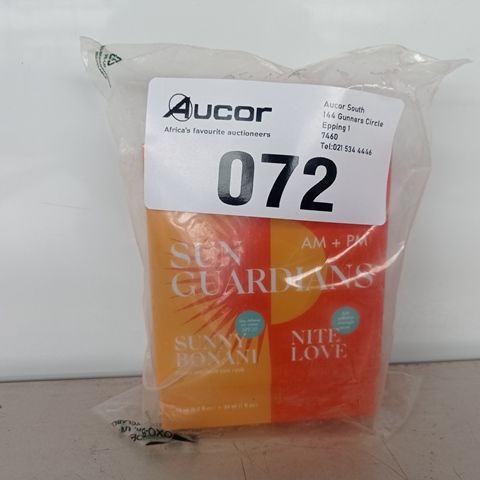 Aucor
Africa's favourite auctioneers
Aucor South
144 Gunners Circle
Epping 1
7460
Tel:021 534 4446
072
AM + PM
SUN
GUARDIANS
SUNNY
BONANI
NITE
LOVE